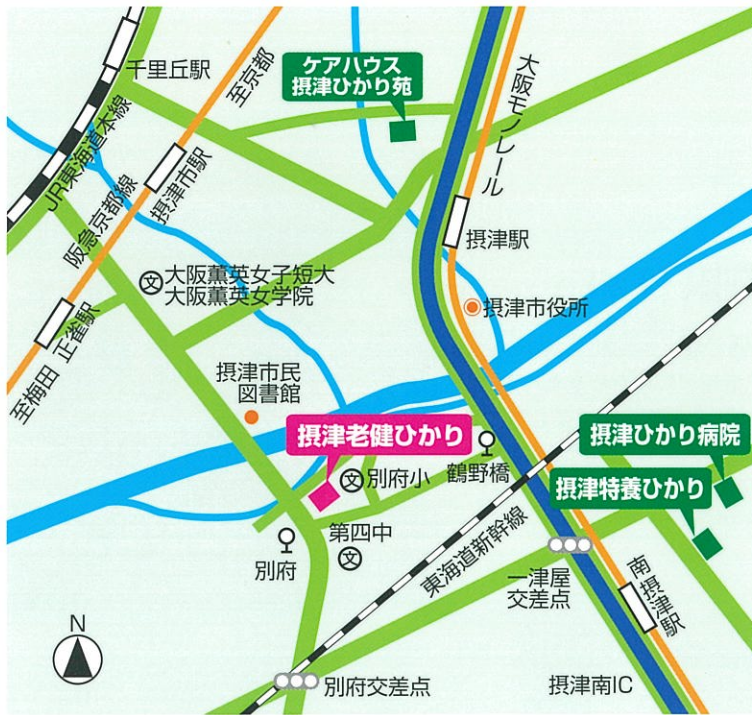 千里丘駅
至京都
ケアハウス
摂津ひかり苑
大阪モノレール
JR東海道本線
阪急京都線
摂津市駅
摂津駅
文
大阪薫英女子短大
大阪薫英女学院
摂津市役所
正雀駅
至梅田
摂津市民
図書館
摂津老健ひかり
摂津ひかり病院
文
別府小
鶴野橋
摂津特養ひかり
第四中
文
別府
東海道新幹線
一津屋
交差点
南摂津駅
N
別府交差点
摂津南IC